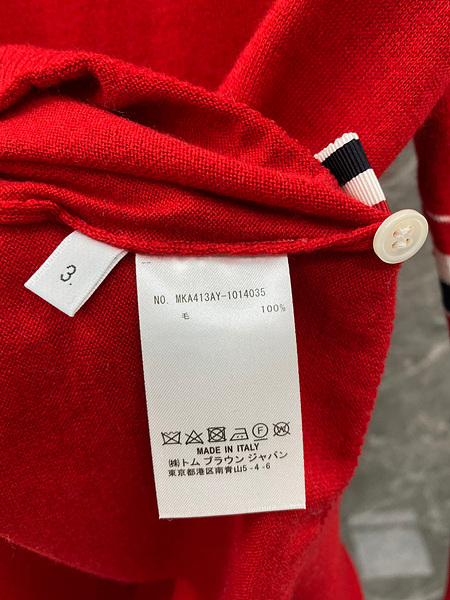 3.
NO. MKA413AY-1014035
毛 100%
MADE IN ITALY
㈱トム ブラウン ジャパン
東京都港区南青山5-4-6